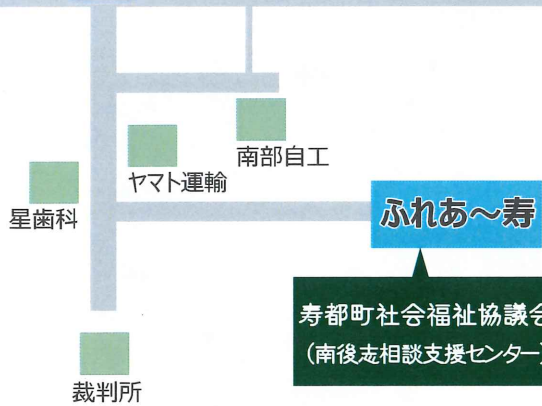 南部自工
ヤマト運輸
星歯科
ふれあ~寿
寿都町社会福祉協議会
(南後志相談支援センター)
裁判所